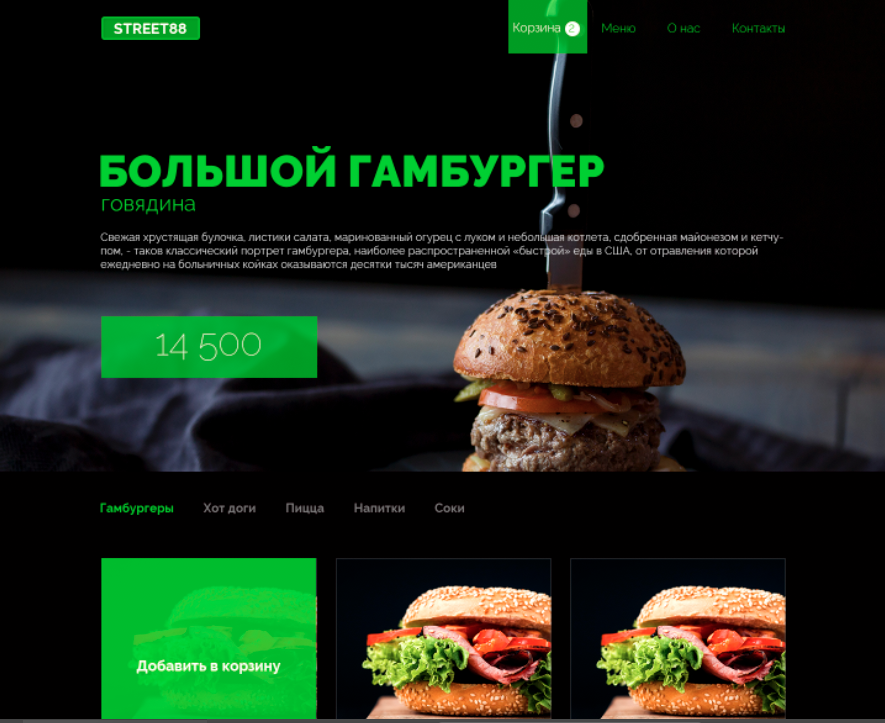 STREET88
Корзина 2 Меню О нас Контакты
БОЛЬШОЙ ГАМБУРГЕР
говядина
Свежая хрустящая булочка, листики салата, маринованный огурец с луком и небольшая котлета, сдобренная майонезом и кетчу-
пом, - таков классический портрет гамбургера, наиболее распространенной «быстрой» еды в США, от отравления которой
ежедневно на больничных койках оказываются десятки тысяч американцев
14 500
Гамбургеры Хот доги Пицца Напитки Соки
Добавить в корзину